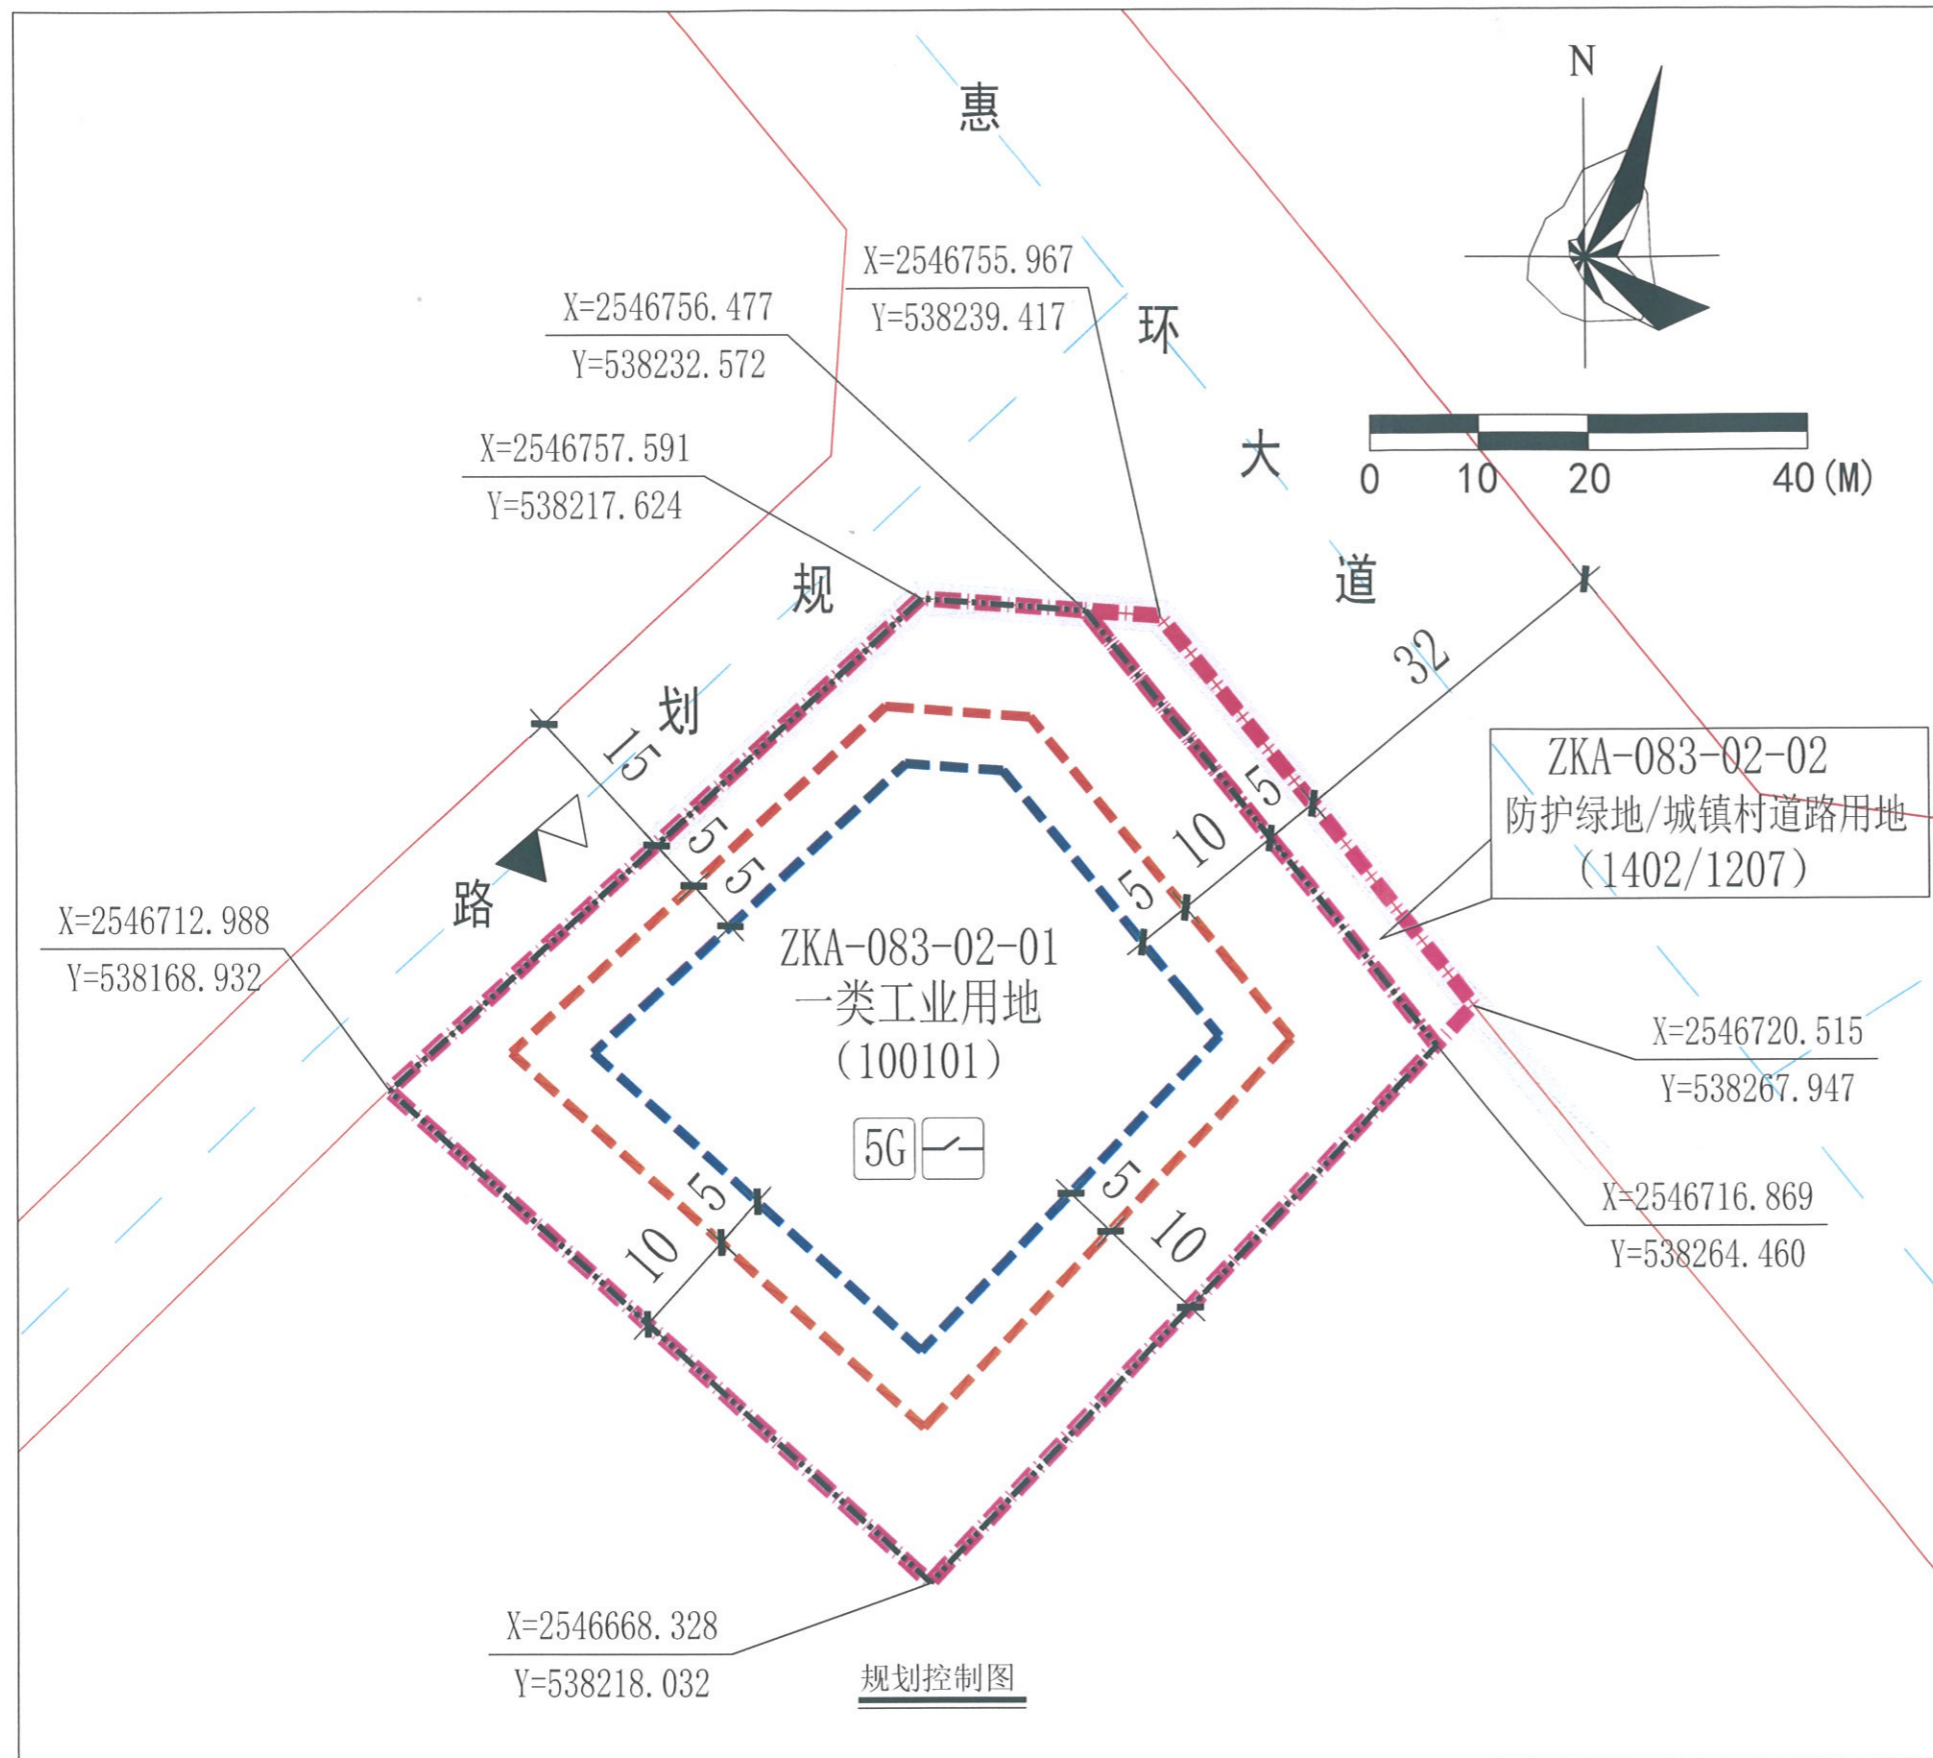 N
惠
环
大
道
X=2546755.967
Y=538239.417
X=2546756.477
Y=538232.572
X=2546757.591
Y=538217.624
0 10 20 40(M)
规
划
路
32
15
5
5
5
10
5
ZKA-083-02-02
防护绿地/城镇村道路用地
(1402/1207)
X=2546712.988
Y=538168.932
ZKA-083-02-01
一类工业用地
(100101)
5G
X=2546720.515
Y=538267.947
5
10
5
10
X=2546716.869
Y=538264.460
X=2546668.328
Y=538218.032
规划控制图